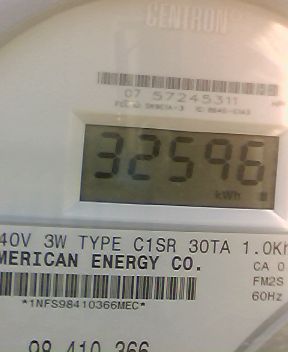 CENTRON
07 57245311
32596
kWh
40V 3W TYPE C1SR 30TA 1.0Kh
MERICAN ENERGY CO.
CA 0
FM2S
60Hz
*1NFS98410366MEC*
98 410 366